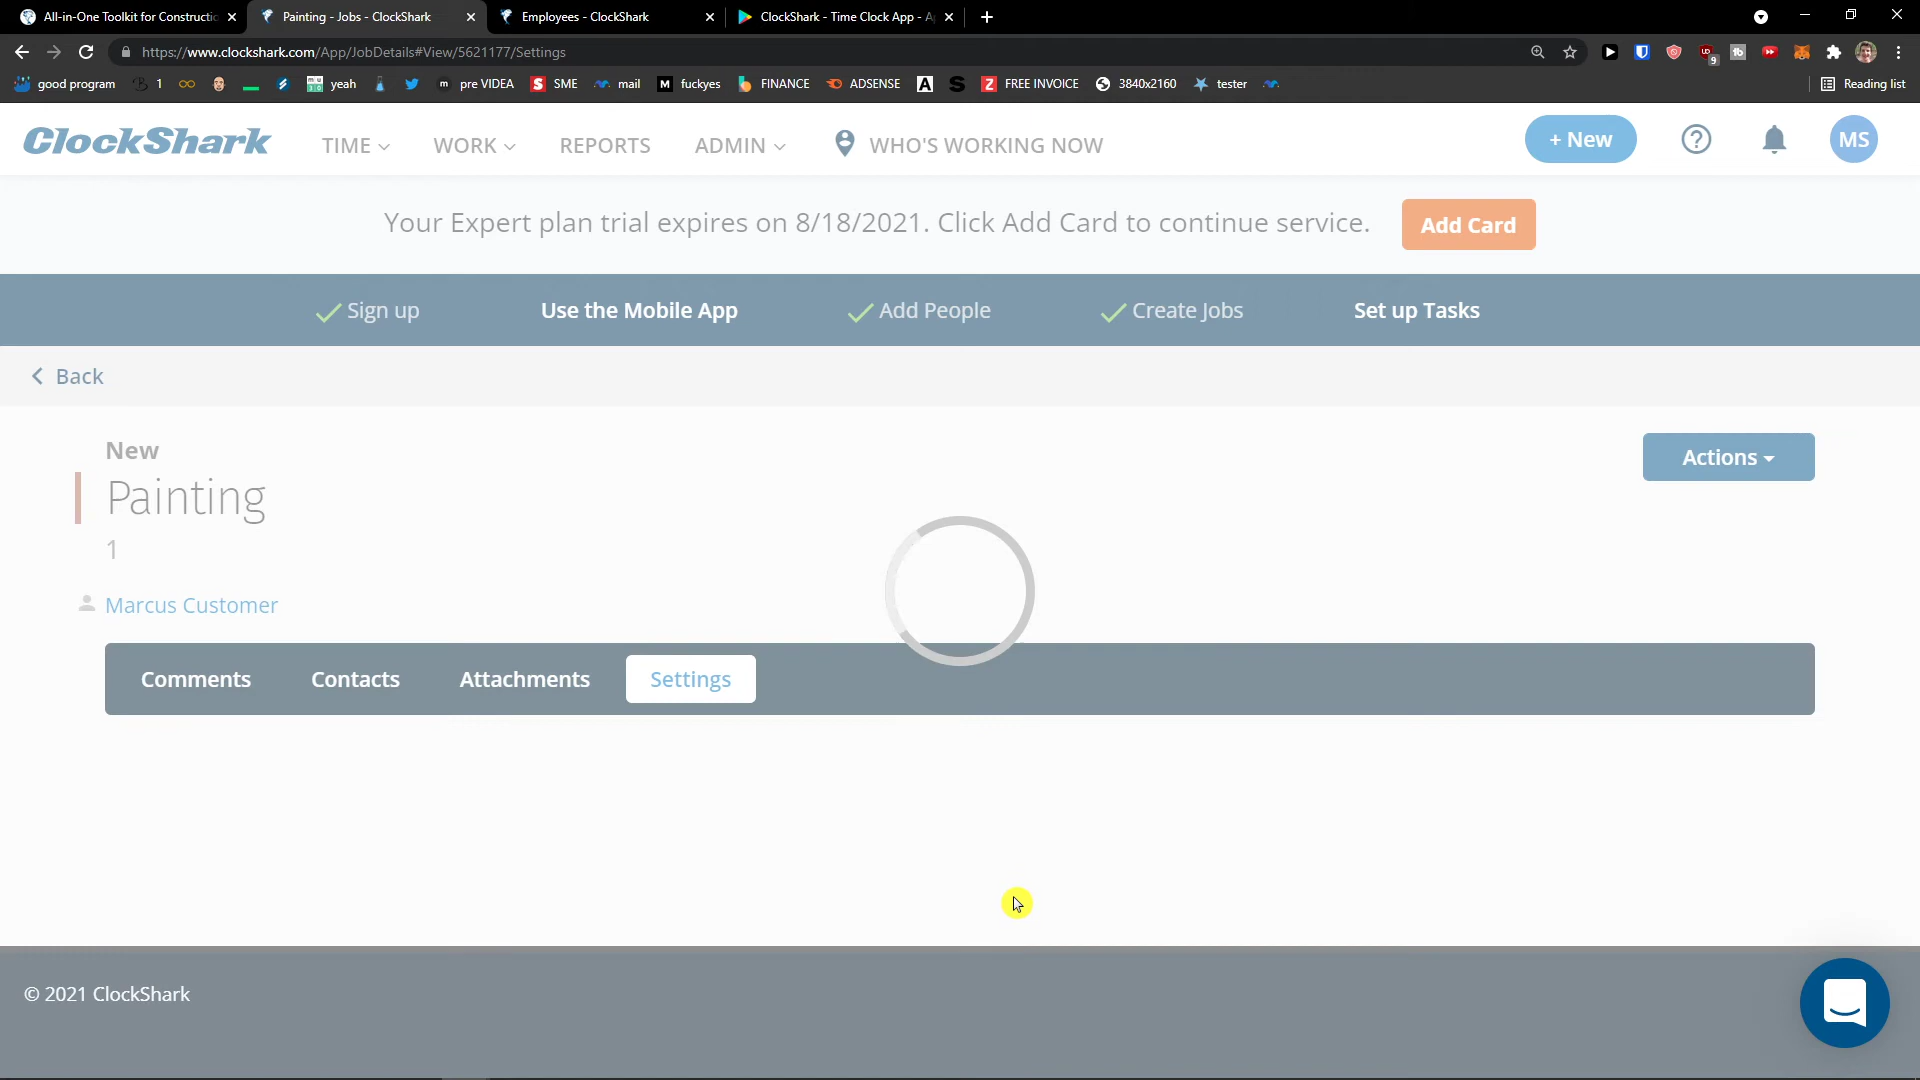 All-in-One Toolkit for Constructio
Painting - Jobs - ClockShark
Employees - ClockShark
ClockShark - Time Clock App - A
https://www.clockshark.com/App/JobDetails#View/5621177/Settings
good program
1
yeah
pre VIDEA
SME
mail
fuckyes
FINANCE
ADSENSE
FREE INVOICE
3840x2160
tester
Reading list
ClockShark
TIME
WORK
REPORTS
ADMIN
WHO'S WORKING NOW
+ New
MS
Your Expert plan trial expires on 8/18/2021. Click Add Card to continue service.
Add Card
Sign up
Use the Mobile App
Add People
Create Jobs
Set up Tasks
Back
New
Painting
1
Marcus Customer
Actions
Comments
Contacts
Attachments
Settings
© 2021 ClockShark